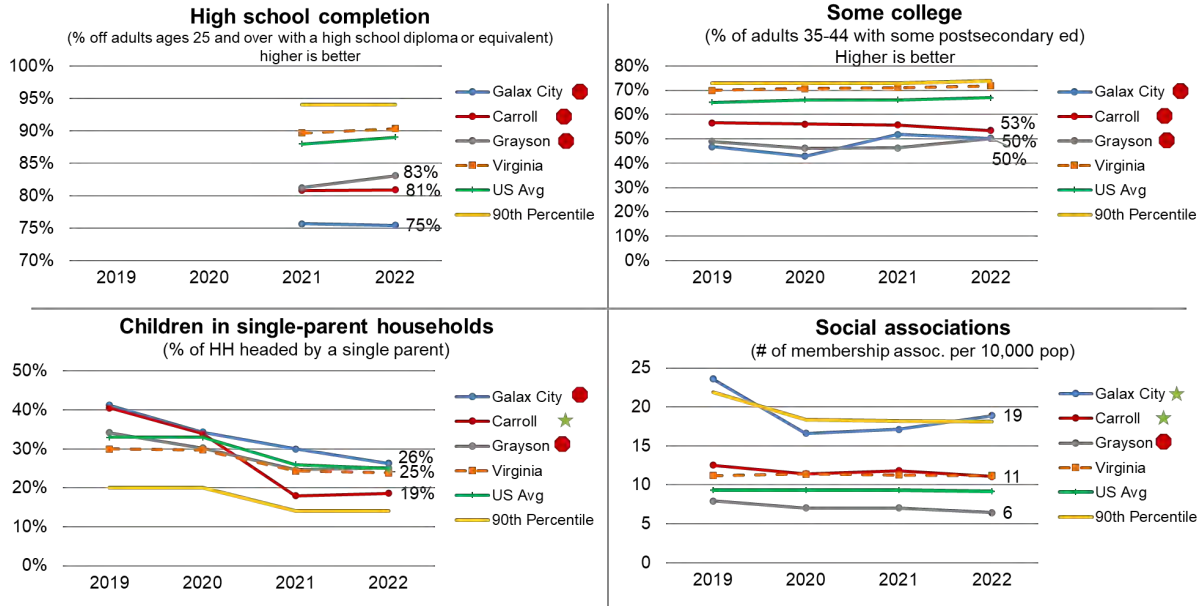 High school completion
(% off adults ages 25 and over with a high school diploma or equivalent)
higher is better
100%
95%
90%
85%
80%
75%
70%
83%
81%
75%
2019 2020 2021 2022
Galax City
Carroll
Grayson
Virginia
US Avg
90th Percentile
Some college
(% of adults 35-44 with some postsecondary ed)
Higher is better
80%
70%
60%
50%
40%
30%
20%
10%
0%
53%
50%
50%
2019 2020 2021 2022
Galax City
Carroll
Grayson
Virginia
US Avg
90th Percentile
Children in single-parent households
(% of HH headed by a single parent)
50%
40%
30%
20%
10%
0%
26%
25%
19%
2019 2020 2021 2022
Galax City
Carroll
Grayson
Virginia
US Avg
90th Percentile
Social associations
(# of membership assoc. per 10,000 pop)
25
20
15
10
5
0
19
11
6
2019 2020 2021 2022
Galax City
Carroll
Grayson
Virginia
US Avg
90th Percentile